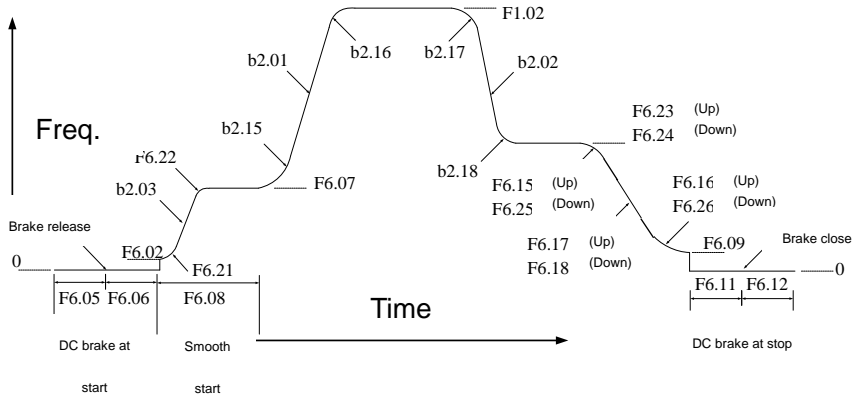 F1.02
b2.16
b2.17
b2.01
b2.02
F6.23 (Up)
F6.24 (Down)
Freq.
b2.15
F6.22
b2.18
F6.07
F6.15 (Up)
F6.25 (Down)
F6.16 (Up)
F6.26 (Down)
b2.03
Brake release
F6.02
F6.17 (Up)
F6.18 (Down)
F6.09
Brake close
0
F6.21
0
F6.05
F6.06
F6.08
F6.11
F6.12
Time
DC brake at
start
Smooth
start
DC brake at stop